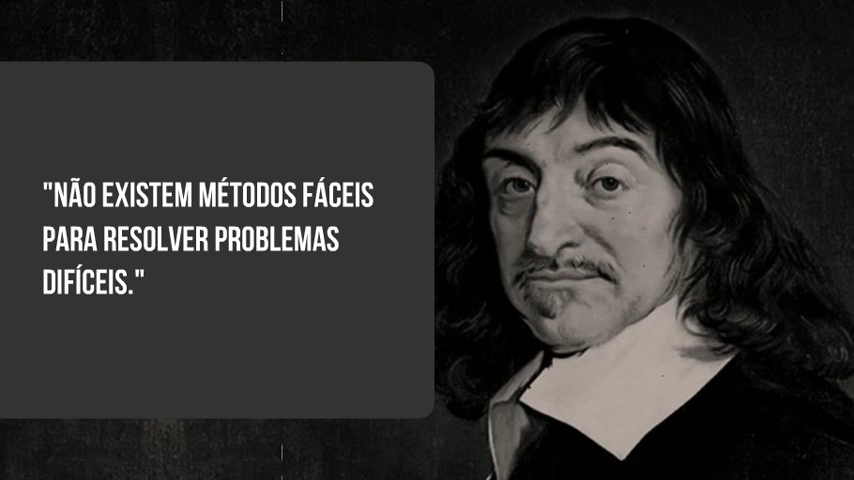 "NÃO EXISTEM MÉTODOS FÁCEIS
PARA RESOLVER PROBLEMAS
DIFÍCEIS."